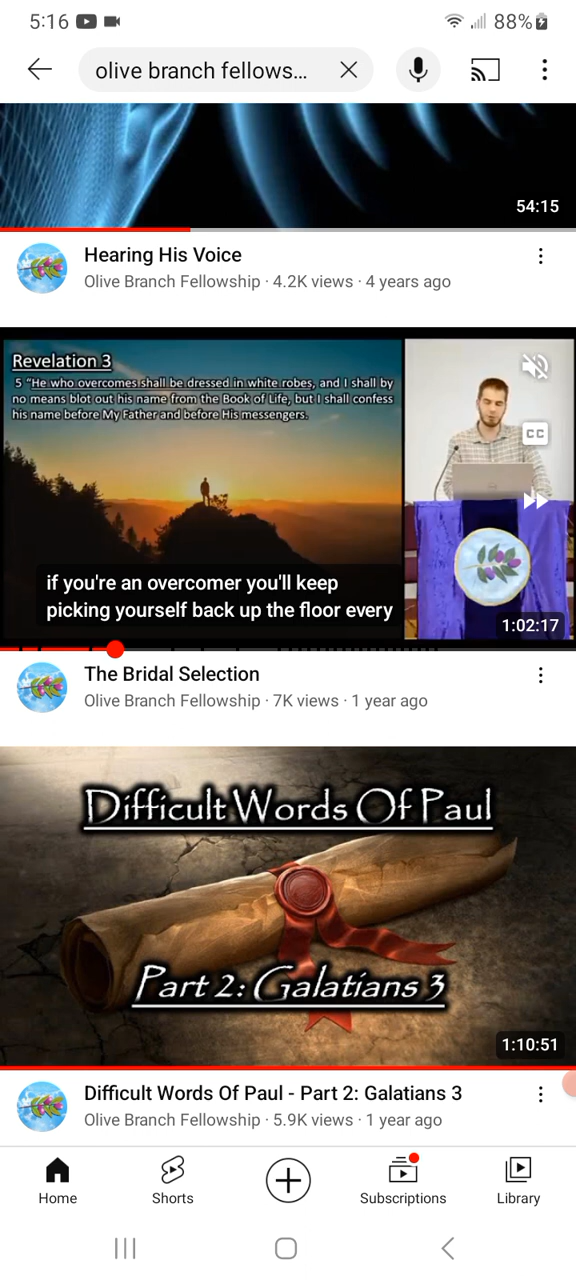 5:16
88%
olive branch fellows...
54:15
Hearing His Voice
Olive Branch Fellowship · 4.2K views · 4 years ago
Revelation 3
5 "He who overcomes shall be dressed in white robes, and I shall by
no means blot out his name from the Book of Life, but I shall confess
his name before My Father and before His messengers.
CC
if you're an overcomer you'll keep
picking yourself back up the floor every
1:02:17
The Bridal Selection
Olive Branch Fellowship · 7K views · 1 year ago
Difficult Words Of Paul
Part 2: Galatians 3
1:10:51
Difficult Words Of Paul - Part 2: Galatians 3
Olive Branch Fellowship · 5.9K views · 1 year ago
Home
Shorts
Subscriptions
Library